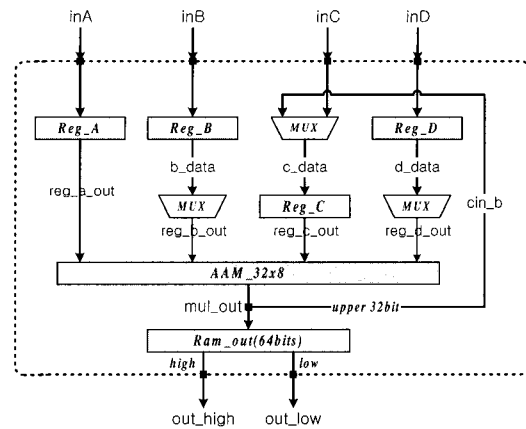 inA inB inC inD
Reg_A Reg_B MUX Reg_D
b_data c_data d_data
reg_a_out MUX Reg_C MUX cin_b
reg_b_out reg_c_out reg_d_out
AAM_32x8
mul_out upper 32bit
Ram_out(64bits)
high low
out_high out_low